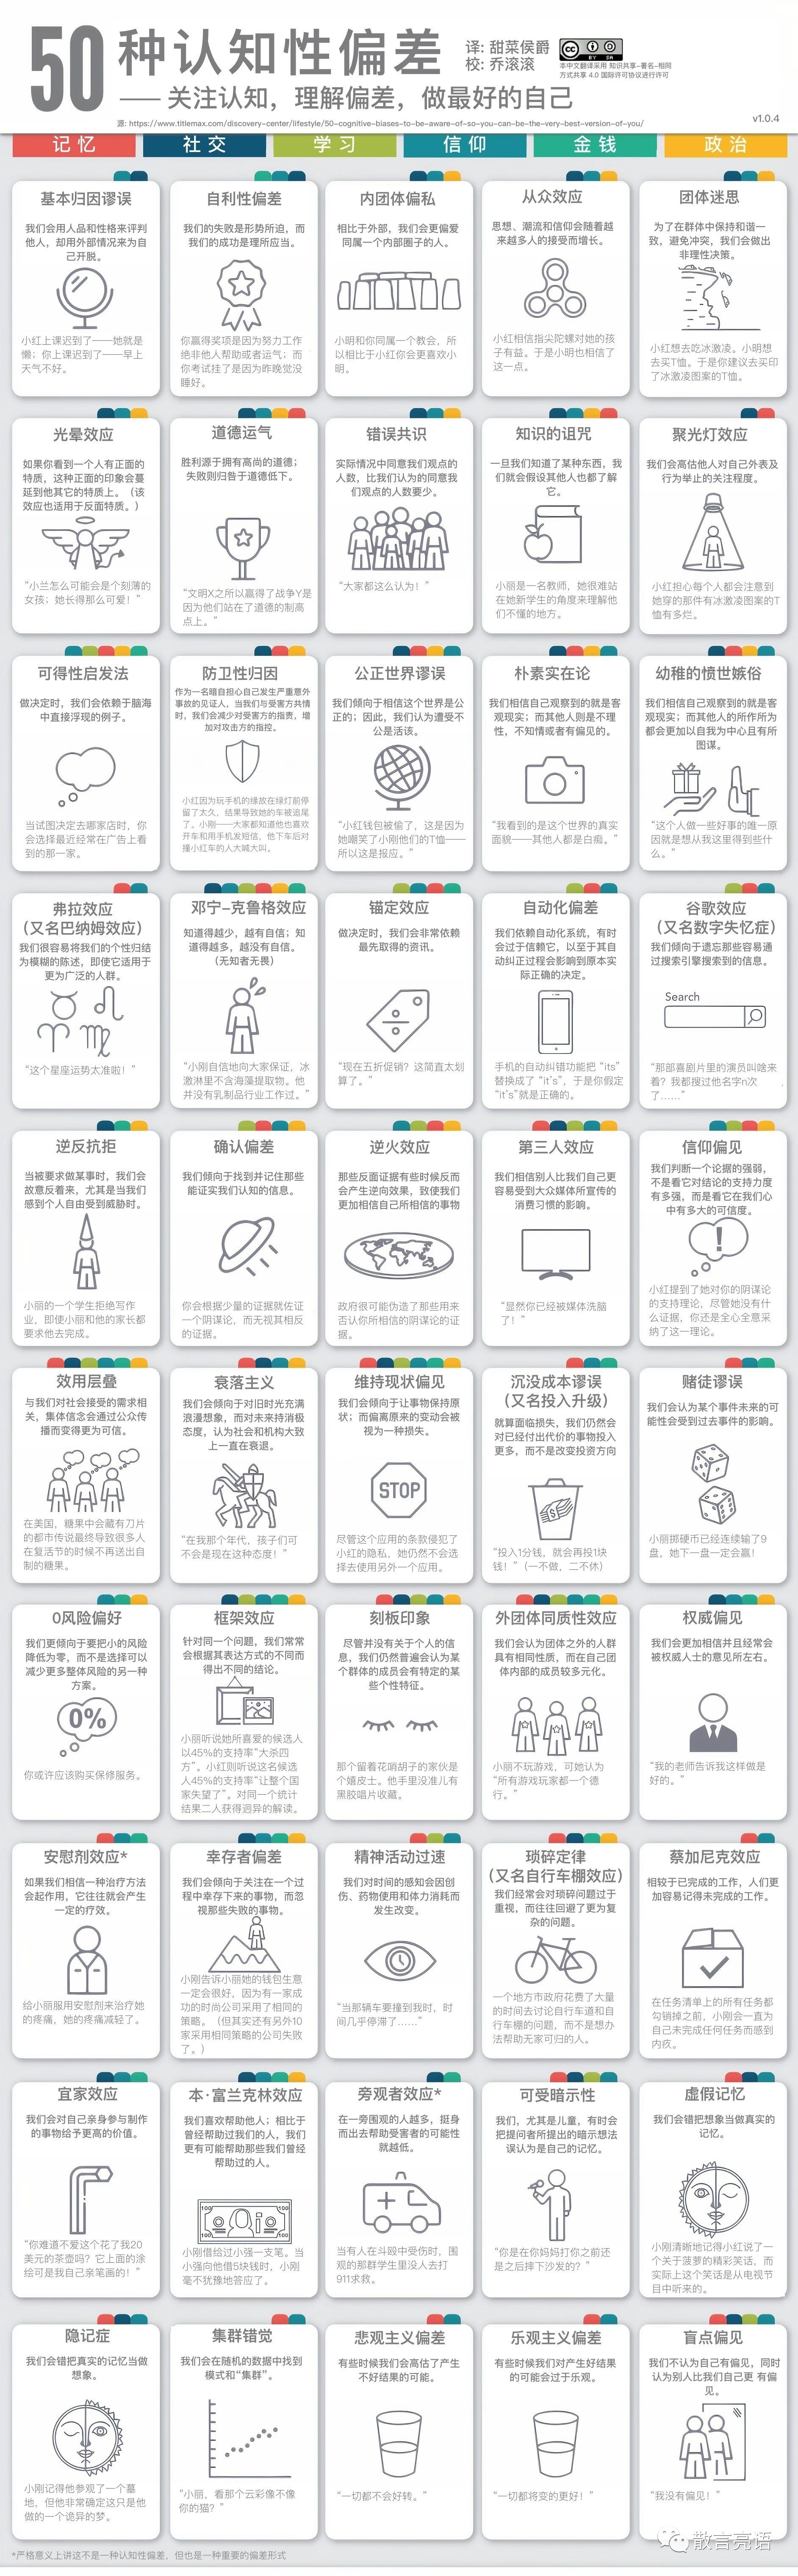 50种认知性偏差
译: 甜菜侯爵
校: 乔滚滚
本中文翻译采用 知识共享-署名-相同
方式共享 4.0 国际许可协议进行许可
—— 关注认知，理解偏差，做最好的自己
源: https://www.titlemax.com/discovery-center/lifestyle/50-cognitive-biases-to-be-aware-of-so-you-can-be-the-very-best-version-of-you/
v1.0.4
记忆
社交
学习
信仰
金钱
政治
基本归因谬误
我们会用人品和性格来评判
他人，却用外部情况来为自
己开脱。
小红上课迟到了——她就是
懒；你上课迟到了——早上
天气不好。
自利性偏差
我们的失败是形势所迫，而
我们的成功是理所应当。
你赢得奖项是因为努力工作
绝非他人帮助或者运气；而
你考试挂了是因为昨晚觉没
睡好。
内团体偏私
相比于外部，我们会更偏爱
同属一个内部圈子的人。
小明和你同属一个教会，所
以相比于小红你会更喜欢小
明。
从众效应
思想、潮流和信仰会随着越
来越多人的接受而增长。
小红相信指尖陀螺对她的孩
子有益。于是小明也相信了
这一点。
团体迷思
为了在群体中保持和谐一
致，避免冲突，我们会做出
非理性决策。
小红想去吃冰激凌。小明想
去买T恤。于是你建议去买印
了冰激凌图案的T恤。
光晕效应
如果你看到一个人有正面的
特质，这种正面的印象会蔓
延到他其它的特质上。（该
效应也适用于反面特质。）
“小兰怎么可能会是个刻薄的
女孩；她长得那么可爱！”
道德运气
胜利源于拥有高尚的道德；
失败则归咎于道德低下。
“文明X之所以赢得了战争Y是
因为他们站在了道德的制高
点上。”
错误共识
实际情况中同意我们观点的
人数，比我们认为的同意我
们观点的人数要少。
“大家都这么认为！”
知识的诅咒
一旦我们知道了某种东西，我
们就会假设其他人也都了解
它。
小丽是一名教师，她很难站
在她新学生的角度来理解他
们不懂的地方。
聚光灯效应
我们会高估他人对自己外表及
行为举止的关注程度。
小红担心每个人都会注意到
她穿的那件有冰激凌图案的T
恤有多烂。
可得性启发法
做决定时，我们会依赖于脑海
中直接浮现的例子。
当试图决定去哪家店时，你
会选择最近经常在广告上看
到的那一家。
防卫性归因
作为一名暗自担心自己发生严重意外
事故的见证人，当我们与受害方共情
时，我们会减少对受害方的指责，增
加对攻击方的指控。
小红因为玩手机的缘故在绿灯前停
留了太久，结果导致她的车被追尾
了。小刚——大家都知道他也喜欢
开车和用手机发短信，他下车后对
撞小红车的人大喊大叫。
公正世界谬误
我们倾向于相信这个世界是公
正的；因此，我们认为遭受不
公是活该。
“小红钱包被偷了，这是因为
她嘲笑了小刚他们的T恤——
所以这是报应。”
朴素实在论
我们相信自己观察到的就是客
观现实；而其他人则是不理
性，不知情或者有偏见的。
“我看到的是这个世界的真实
面貌——其他人都是白痴。”
幼稚的愤世嫉俗
我们相信自己观察到的就是客
观现实；而其他人的所作所为
都会更加以自我为中心且有所
图谋。
“这个人做一些好事的唯一原
因就是想从我这里得到些什
么。”
弗拉效应
（又名巴纳姆效应）
我们很容易将我们的个性归结
为模糊的陈述，即使它适用于
更为广泛的人群。
“这个星座运势太准啦！”
邓宁–克鲁格效应
知道得越少，越有自信；知
道得越多，越没有自信。
（无知者无畏）
“小刚自信地向大家保证，冰
激淋里不含海藻提取物。他
并没有乳制品行业工作过。”
锚定效应
做决定时，我们会非常依赖
最先取得的资讯。
“现在五折促销？这简直太划
算了。”
自动化偏差
我们依赖自动化系统，有时
会过于信赖它，以至于其自
动纠正过程会影响到原本实
际正确的决定。
手机的自动纠错功能把“its”
替换成了“it's”，于是你假定
“it's”就是正确的。
谷歌效应
（又名数字失忆症）
我们倾向于遗忘那些容易通
过搜索引擎搜索到的信息。
Search
“那部喜剧片里的演员叫啥来
着？我都搜过他名字n次
了……”
逆反抗拒
当被要求做某事时，我们会
故意反着来，尤其是当我们
感到个人自由受到威胁时。
小丽的一个学生拒绝写作
业，即使小丽和他的家长都
要求他去完成。
确认偏差
我们倾向于找到并记住那些
能证实我们认知的信息。
你会根据少量的证据就佐证
一个阴谋论，而无视其相反
的证据。
逆火效应
那些反面证据有些时候反而
会产生逆向效果，致使我们
更加相信自己所相信的事物
政府很可能伪造了那些用来
否认你所相信的阴谋论的证
据。
第三人效应
我们相信别人比我们自己更
容易受到大众媒体所宣传的
消费习惯的影响。
“显然你已经被媒体洗脑
了！”
信仰偏见
我们判断一个论据的强弱，
不是看它对结论的支持力度
有多强，而是看它在我们心
中有多大的可信度。
小红提到了她对你的阴谋论
的支持理论，尽管她没有什
么证据，你还是全心全意采
纳了这一理论。
效用层叠
与我们对社会接受的需求相
关，集体信念会通过公众传
播而变得更为可信。
在美国，糖果中会藏有刀片
的都市传说最终导致很多人
在复活节的时候不再送出自
制的糖果。
衰落主义
我们会倾向于对旧时光充满
浪漫想象，而对未来持消极
态度，认为社会和机构大致
上一直在衰退。
“在我那个年代，孩子们可
不会是现在这种态度！”
维持现状偏见
我们会倾向于让事物保持原
状；而偏离原来的变动会被
视为一种损失。
STOP
尽管这个应用的条款侵犯了
小红的隐私，她仍然不会选
择去使用另外一个应用。
沉没成本谬误
（又名投入升级）
就算面临损失，我们仍然会
对已经付出代价的事物投入
更多，而不是改变投资方向
“投入1分钱，就会再投1块
钱！”（一不做，二不休）
赌徒谬误
我们会认为某个事件未来的可
能性会受到过去事件的影响。
小丽掷硬币已经连续输了9
盘，她下一盘一定会赢！
0风险偏好
我们更倾向于要把小的风险
降低为零，而不是选择可以
减少更多整体风险的另一种
方案。
0%
你或许应该购买保修服务。
框架效应
针对同一个问题，我们常常
会根据其表达方式的不同而
得出不同的结论。
小丽听说她所喜爱的候选人
以45%的支持率“大杀四
方”。小红则听说这名候选
人45%的支持率“让整个国
家失望了”。对同一个统计
结果二人获得迥异的解读。
刻板印象
尽管并没有关于个人的信
息，我们仍然普遍会认为某
个群体的成员会有特定的某
些个性特征。
那个留着花哨胡子的家伙是
个嬉皮士。他手里没准儿有
黑胶唱片收藏。
外团体同质性效应
我们会认为团体之外的人群
具有相同性质，而在自己团
体内部的成员较多元化。
小丽不玩游戏，可她认为
“所有游戏玩家都一个德
行。”
权威偏见
我们会更加相信并且经常会
被权威人士的意见所左右。
“我的老师告诉我这样做是
好的。”
安慰剂效应*
如果我们相信一种治疗方法
会起作用，它往往就会产生
一定的疗效。
给小丽服用安慰剂来治疗她
的疼痛，她的疼痛减轻了。
幸存者偏差
我们会倾向于关注在一个过
程中幸存下来的事物，而忽
视那些失败的事物。
小刚告诉小丽她的钱包生意
一定会很好，因为有一家成
功的时尚公司采用了相同的
策略。（但其实还有另外10
家采用相同策略的公司失败
了。）
精神活动过速
我们对时间的感知会因创
伤、药物使用和体力消耗而
发生改变。
“当那辆车要撞到我时，时
间几乎停滞了……”
琐碎定律
（又名自行车棚效应）
我们经常会对琐碎问题过于
重视，而往往回避了更为复
杂的问题。
一个地方市政府花费了大量
的时间去讨论自行车道和自
行车棚的问题，而不是想办
法帮助无家可归的人。
蔡加尼克效应
相较于已完成的工作，人们更
加容易记得未完成的工作。
在任务清单上的所有任务都
勾销掉之前，小刚会一直为
自己未完成任何任务而感到
内疚。
宜家效应
我们会对自己亲身参与制作
的事物给予更高的价值。
“你难道不爱这个花了我20
美元的茶壶吗？它上面的涂
绘可是我自己亲笔画的！”
本·富兰克林效应
我们喜欢帮助他人；相比于
曾经帮助过我们的人，我们
更有可能帮助那些我们曾经
帮助过的人。
100
100
小刚借给过小强一支笔。当
小强向他借5块钱时，小刚
毫不犹豫地答应了。
旁观者效应*
在一旁围观的人越多，挺身
而出去帮助受害者的可能性
就越低。
当有人在斗殴中受伤时，围
观的那群学生里没人去打
911求救。
可受暗示性
我们，尤其是儿童，有时会
把提问者所提出的暗示想法
误认为是自己的记忆。
“你是在你妈妈打你之前还
是之后摔下沙发的？”
虚假记忆
我们会错把想象当做真实的
记忆。
小刚清晰地记得小红说了一
个关于菠萝的精彩笑话，而
实际上这个笑话是从电视节
目中听来的。
隐记症
我们会错把真实的记忆当做
想象。
小刚记得他参观了一个墓
地，但他非常确定这只是他
做的一个诡异的梦。
集群错觉
我们会在随机的数据中找到
模式和“集群”。
“小丽，看那个云彩像不像
你的猫？”
悲观主义偏差
有些时候我们会高估了产生
不好结果的可能。
“一切都不会好转。”
乐观主义偏差
有些时候我们对产生好结果
的可能会过于乐观。
“一切都将变的更好！”
盲点偏见
我们不认为自己有偏见，同时
认为别人比我们自己更 有偏
见。
“我没有偏见！”
散言亮语
*严格意义上讲这不是一种认知性偏差，但也是一种重要的偏差形式